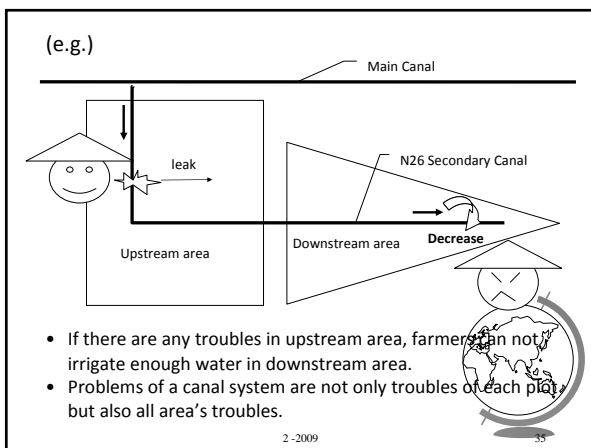 (e.g.)
Main Canal
leak
N26 Secondary Canal
Upstream area
Downstream area
Decrease
• If there are any troubles in upstream area, farmers can not irrigate enough water in downstream area.
• Problems of a canal system are not only troubles of each plot but also all area’s troubles.
2 -2009
35